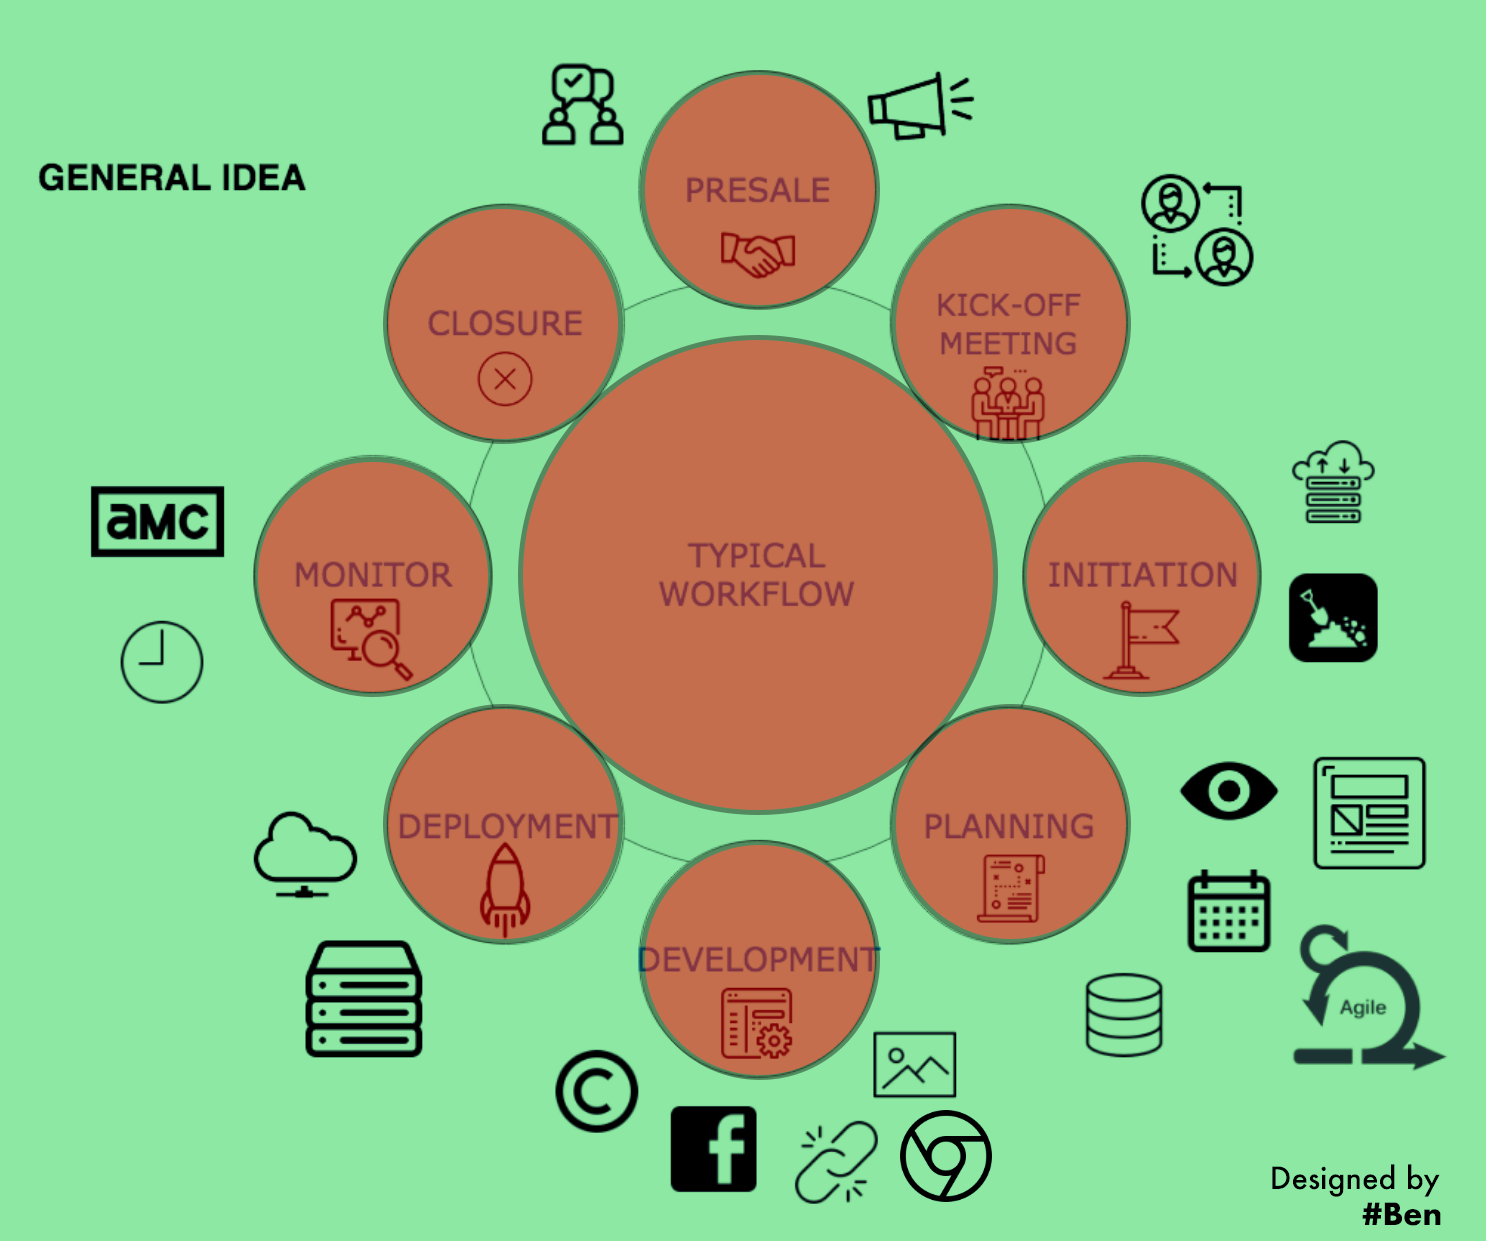 GENERAL IDEA
PRESALE
KICK-OFF
MEETING
CLOSURE
aMC
MONITOR
TYPICAL
WORKFLOW
INITIATION
DEPLOYMENT
PLANNING
DEVELOPMENT
Agile
C
f
Designed by
#Ben